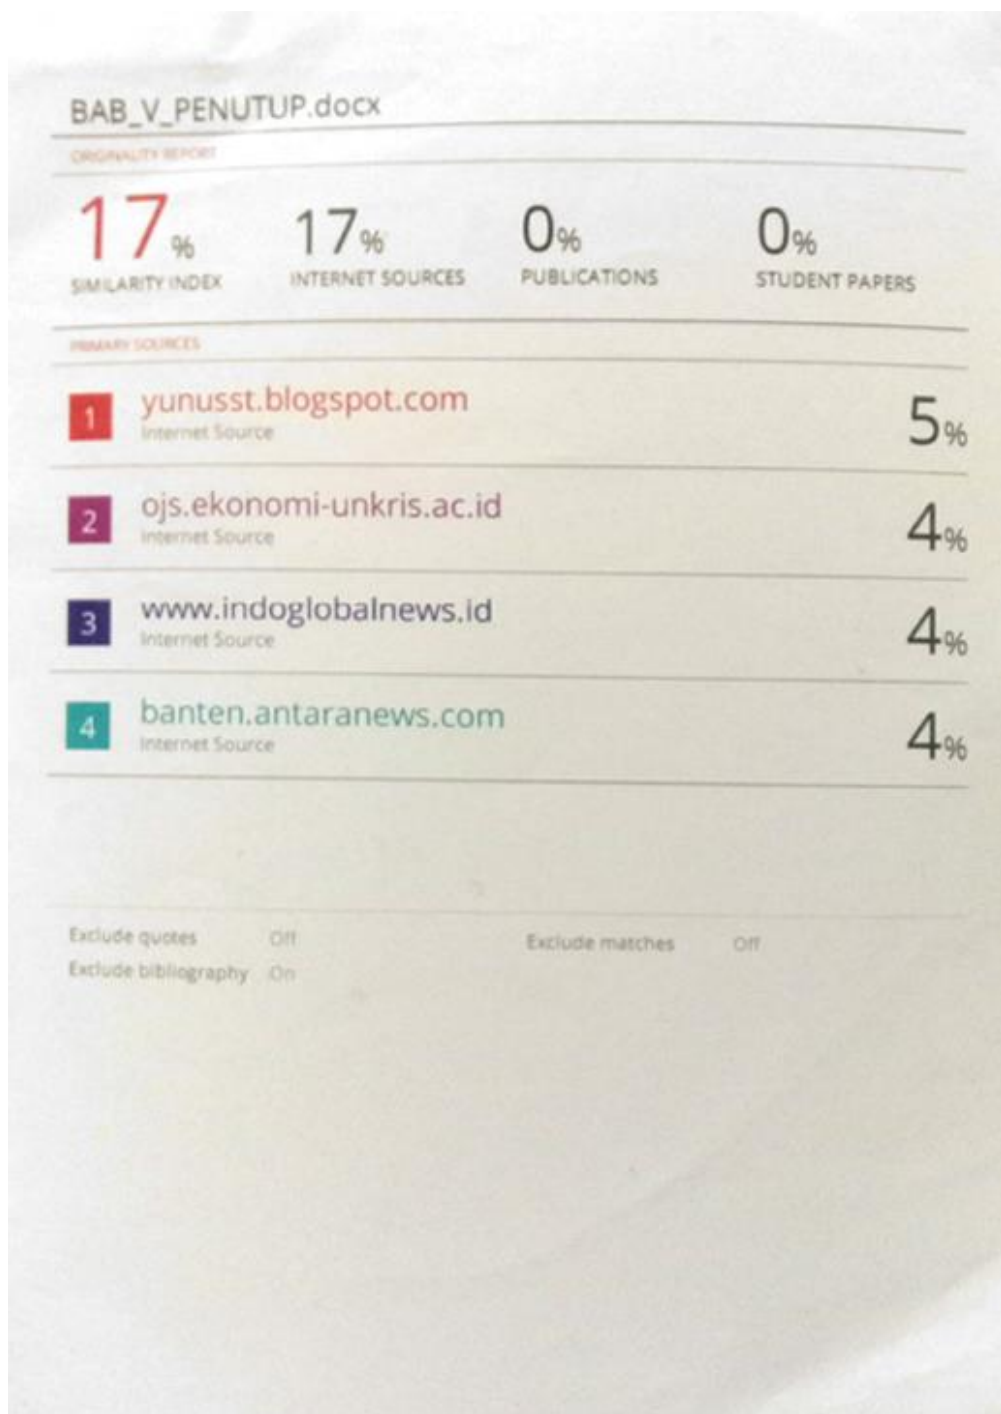 BAB_V_PENUTUP.docx
ORIGINALITY REPORT
17% 17% 0% 0%
SIMILARITY INDEX INTERNET SOURCES PUBLICATIONS STUDENT PAPERS
PRIMARY SOURCES
1 yunusst.blogspot.com 5%
Internet Source
2 ojs.ekonomi-unkris.ac.id 4%
Internet Source
3 www.indoglobalnews.id 4%
Internet Source
4 banten.antaranews.com 4%
Internet Source
Exclude quotes Off Exclude matches Off
Exclude bibliography On